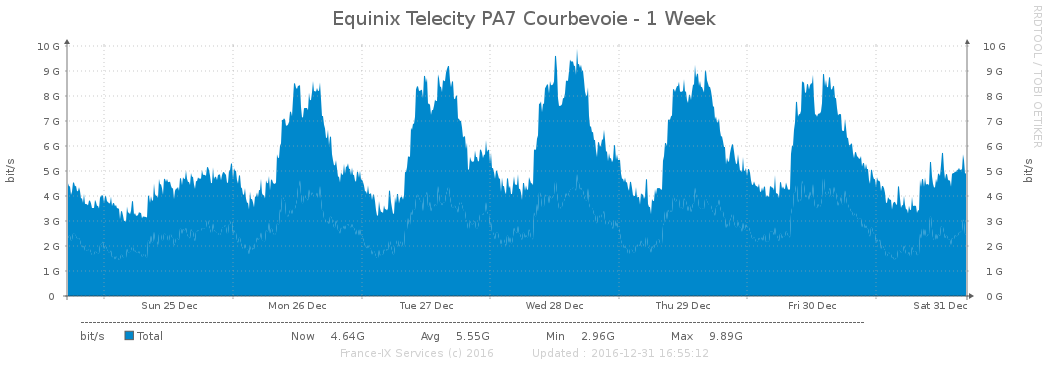 Equinix Telecity PA7 Courbevoie - 1 Week
RRDTOOL / TOBI OETIKER
bit/s
10 G
9 G
8 G
7 G
6 G
5 G
4 G
3 G
2 G
1 G
0
10 G
9 G
8 G
7 G
6 G
5 G
4 G
3 G
2 G
1 G
0 G
bit/s
Sun 25 Dec Mon 26 Dec Tue 27 Dec Wed 28 Dec Thu 29 Dec Fri 30 Dec Sat 31 Dec
bit/s Total Now 4.64G Avg 5.55G Min 2.96G Max 9.89G
France-IX Services (c) 2016 Updated : 2016-12-31 16:55:12